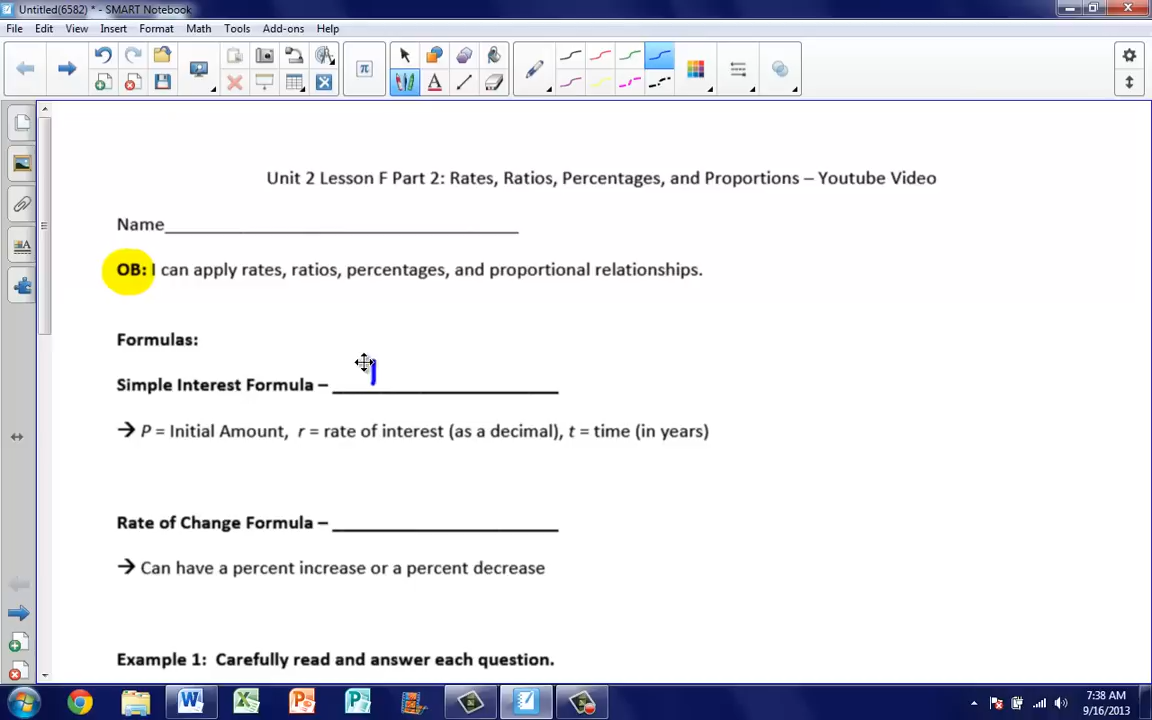 Untitled(6582) * - SMART Notebook
File Edit View Insert Format Math Tools Add-ons Help
π
A
Unit 2 Lesson F Part 2: Rates, Ratios, Percentages, and Proportions – Youtube Video
Name
OB: I can apply rates, ratios, percentages, and proportional relationships.
Formulas:
Simple Interest Formula –
→ P = Initial Amount, r = rate of interest (as a decimal), t = time (in years)
Rate of Change Formula –
→ Can have a percent increase or a percent decrease
Example 1: Carefully read and answer each question.
7:38 AM
9/16/2013